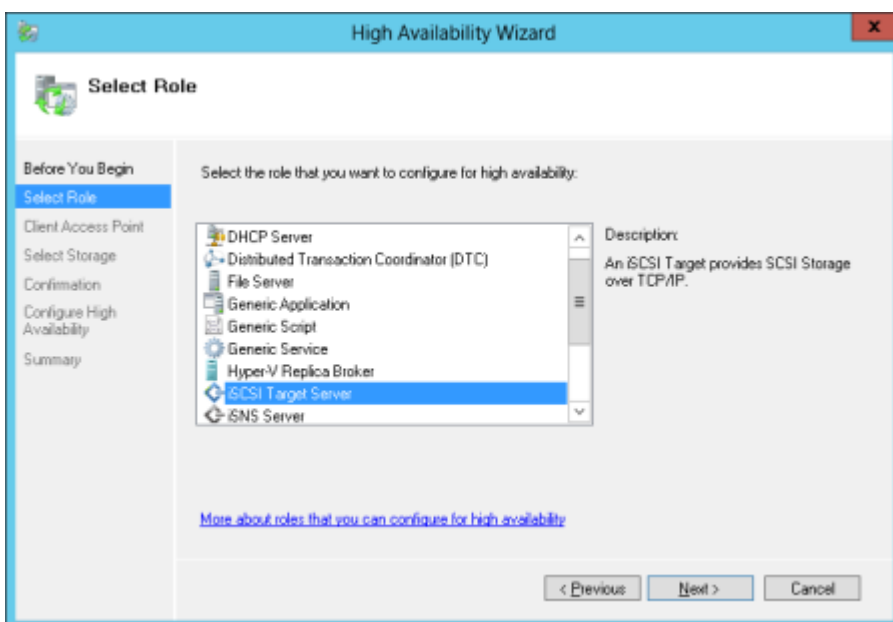 High Availability Wizard
x
Select Role
Before You Begin
Select Role
Client Access Point
Select Storage
Confirmation
Configure High
Availability
Summary
Select the role that you want to configure for high availability:
DHCP Server
Distributed Transaction Coordinator (DTC)
File Server
Generic Application
Generic Script
Generic Service
Hyper-V Replica Broker
iSCSI Target Server
iSNS Server
Description:
An iSCSI Target provides SCSI Storage
over TCP/IP.
More about roles that you can configure for high availability
< Previous
Next >
Cancel